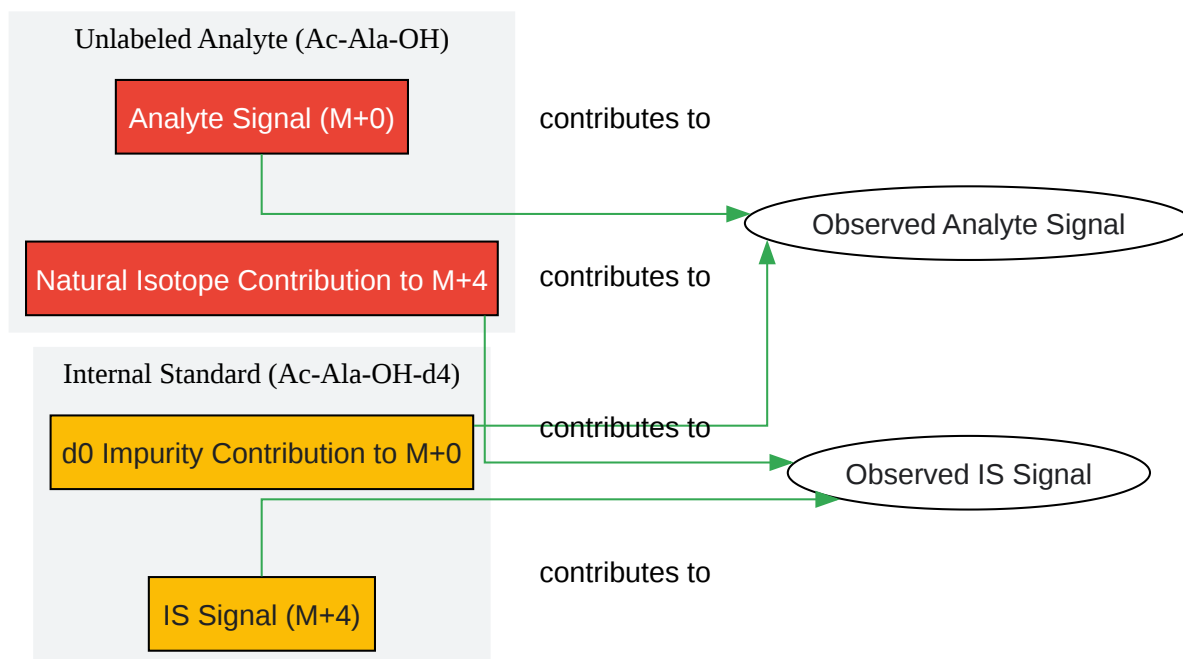 Unlabeled Analyte (Ac-Ala-OH)
Analyte Signal (M+0)
contributes to
Observed Analyte Signal
Natural Isotope Contribution to M+4
contributes to
Internal Standard (Ac-Ala-OH-d4)
d0 Impurity Contribution to M+0
contributes to
Observed IS Signal
contributes to
IS Signal (M+4)